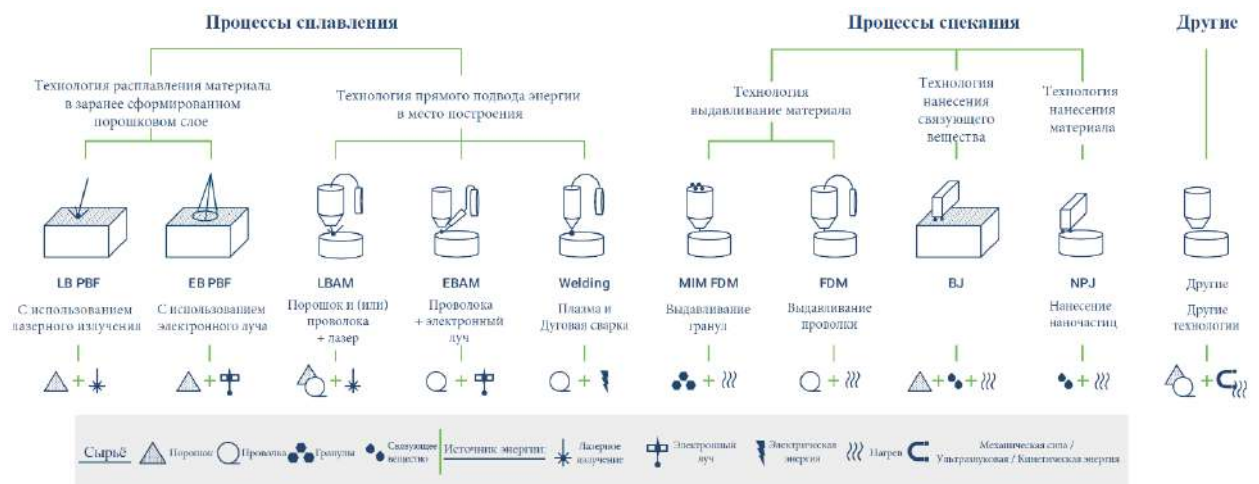 Процессы сплавления
Процессы спекания
Другие
Технология расплавления материала
в заранее сформированном
порошковом слое
Технология прямого подвода энергии
в место построения
Технология
выдавливание материала
Технология
нанесения
связующего
вещества
Технология
нанесения
материала
LB PBF
EB PBF
LBAM
EBAM
Welding
MIM FDM
FDM
BJ
NPJ
Другие
С использованием
лазерного излучения
С использованием
электронного луча
Порошок и (или)
проволока
+ лазер
Проволока
+ электронный
луч
Плазма и
Дуговая сварка
Выдавливание
гранул
Выдавливание
проволки
Нанесение
наночастиц
Другие
технологии
Сырьё
Порошок
Проволка
Гранулы
Связующее
вещество
Источник энергии:
Лазерное
излучение
Электронный
луч
Электрическая
энергия
Нагрев
Механическая сила /
Ультразвуковая / Кинетическая энергия